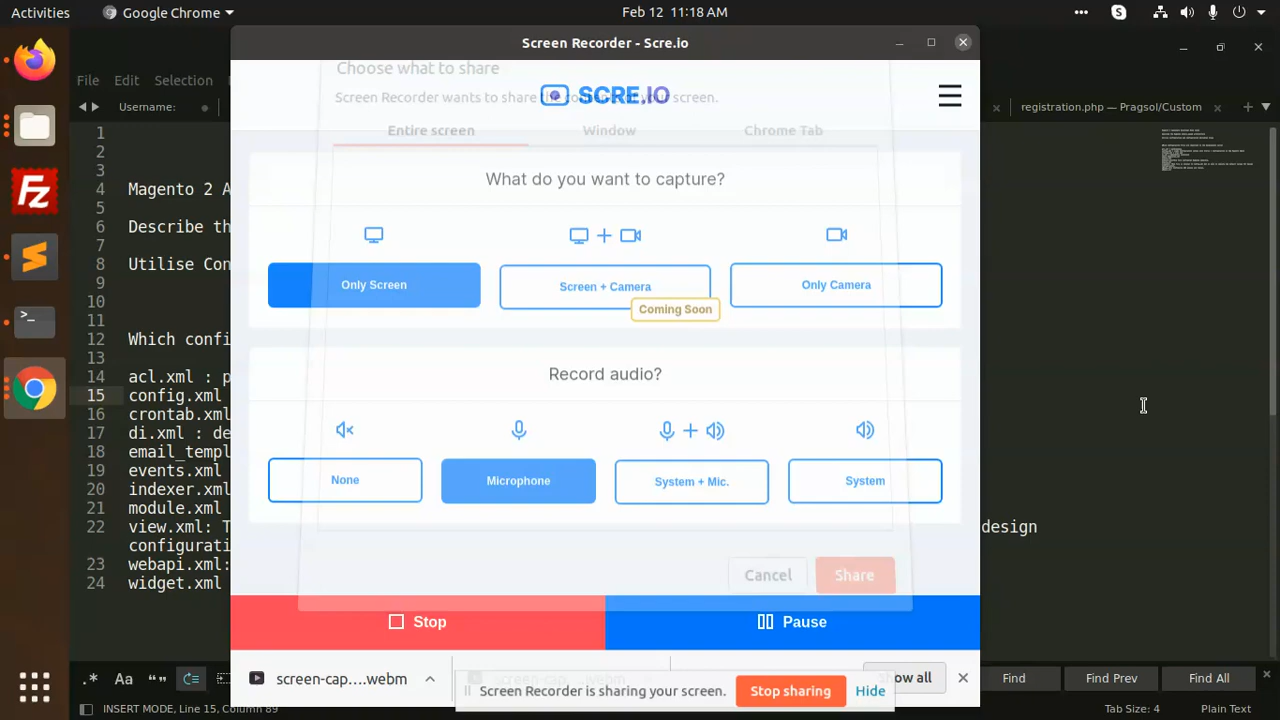 Activities
Google Chrome
Feb 12 11:18 AM
Screen Recorder - Scre.io
File Edit Selection
Choose what to share
SCRE.IO
Screen Recorder wants to share the contents of your screen.
Username:
registration.php — Pragsol/Custom
Entire screen
Window
Chrome Tab
What do you want to capture?
Only Screen
Screen + Camera
Only Camera
Coming Soon
Record audio?
None
Microphone
System + Mic.
System
Cancel
Share
Stop
Pause
1
2
3
4 Magento 2 A
5
6 Describe th
7
8 Utilise Con
9
10
11
12 Which confi
13
14 acl.xml : p
15 config.xml
16 crontab.xml
17 di.xml : de
18 email_templ
19 events.xml
20 indexer.xml
21 module.xml
22 view.xml: T design
configurati
23 webapi.xml:
24 widget.xml
screen-cap....webm
Show all
Screen Recorder is sharing your screen.
Stop sharing
Hide
.* Aa “”
Find
Find Prev
Find All
INSERT MODE, Line 15, Column 89
Tab Size: 4
Plain Text